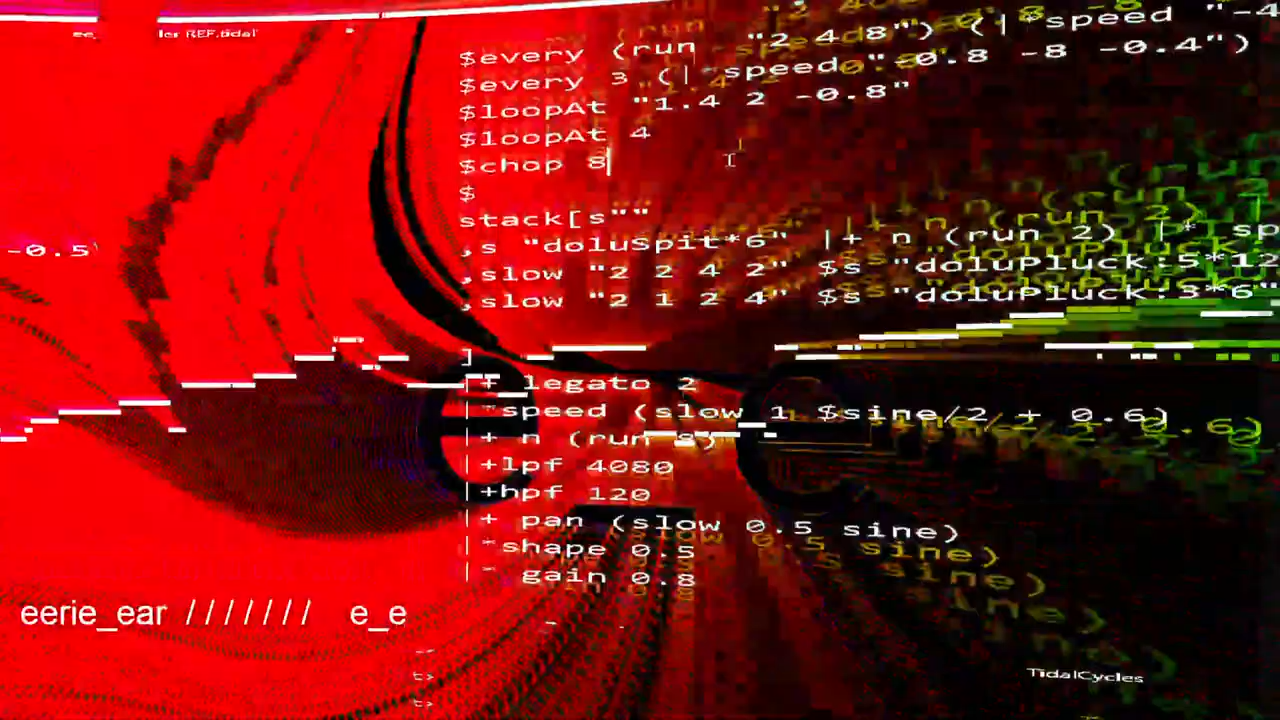 $every (run "2 4 8") (|*speed "-4
$every 3 (|*speed "-0.8 -8 -0.4")
$loopAt "1.4 2 -0.8"
$loopAt 4
$chop 8
$
stack[s""
,s "doluSpit*6" |+ n (run 2) |* sp
-0.5
,slow "2 2 4 2" $s "doluPluck:5*12
,slow "2 1 2 4" $s "doluPluck:3*6"
]
|+ legato 2
|*speed (slow 1 $sine/2 + 0.6)
|+ n (run 8)
|+lpf 4080
|+hpf 120
|+ pan (slow 0.5 sine)
|*shape 0.5
|* gain 0.8
eerie_ear /////// e_e
t>
t>
TidalCycles